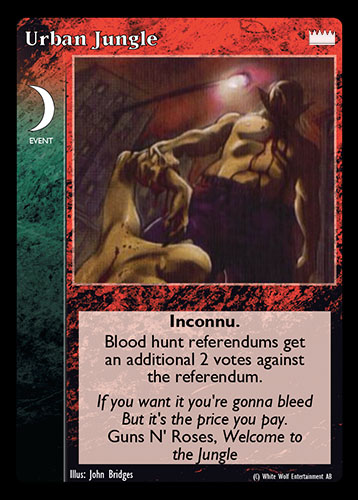 Urban Jungle
EVENT
Inconnu.
Blood hunt referendums get
an additional 2 votes against
the referendum.
If you want it you're gonna bleed
But it's the price you pay.
Guns N' Roses, Welcome to
the Jungle
Illus: John Bridges
(C) White Wolf Entertainment AB